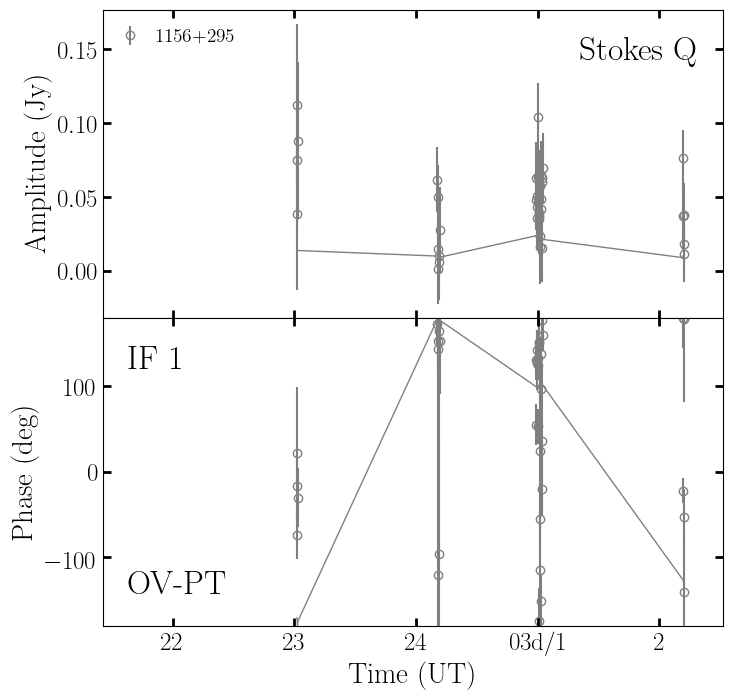 1156+295
Stokes Q
0.15
0.10
0.05
0.00
Amplitude (Jy)
IF 1
100
0
−100
Phase (deg)
OV-PT
22 23 24 03d/1 2
Time (UT)